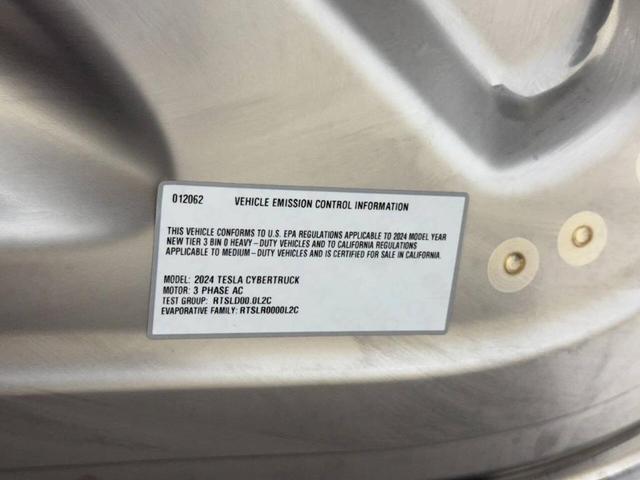 012062 VEHICLE EMISSION CONTROL INFORMATION
THIS VEHICLE CONFORMS TO U.S. EPA REGULATIONS APPLICABLE TO 2024 MODEL YEAR
NEW TIER 3 BIN 0 HEAVY-DUTY VEHICLES AND TO CALIFORNIA REGULATIONS
APPLICABLE TO MEDIUM-DUTY VEHICLES AND IS CERTIFIED FOR SALE IN CALIFORNIA.
MODEL: 2024 TESLA CYBERTRUCK
MOTOR: 3 PHASE AC
TEST GROUP: RTSLD00.0L2C
EVAPORATIVE FAMILY: RTSLR0000L2C